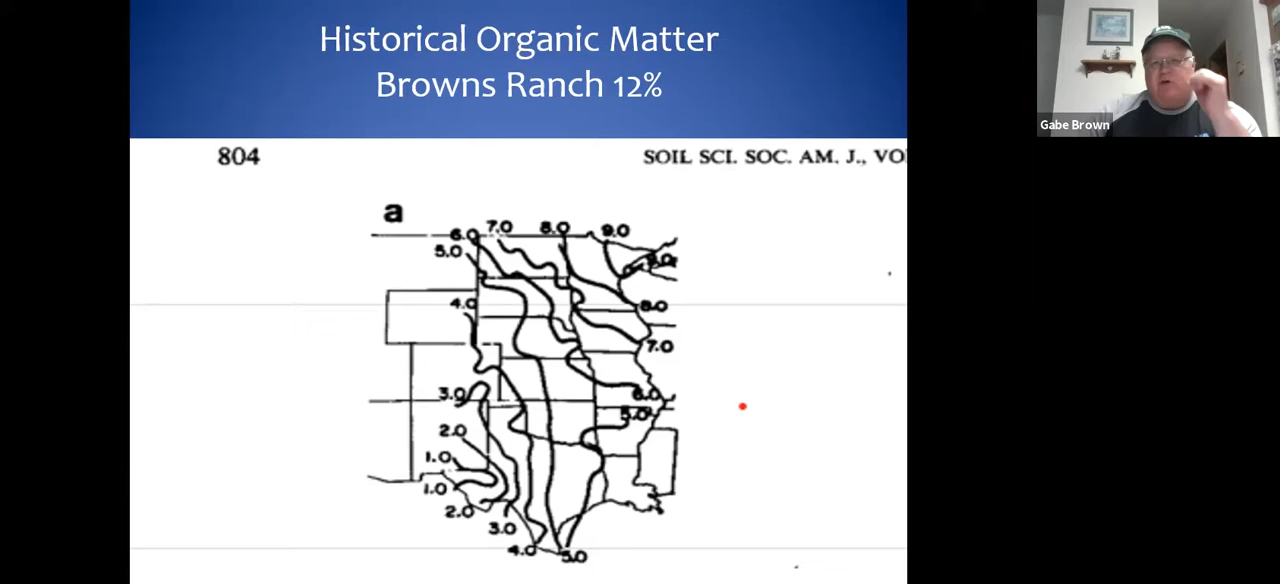 Historical Organic Matter
Browns Ranch 12%
Gabe Brown
804
SOIL SCI. SOC. AM. J., VO
a
6.0 7.0 8.0 9.0
5.0
4.0 8.0
7.0
3.0 6.0
5.0
2.0
1.0
1.0
2.0
3.0
4.0 5.0